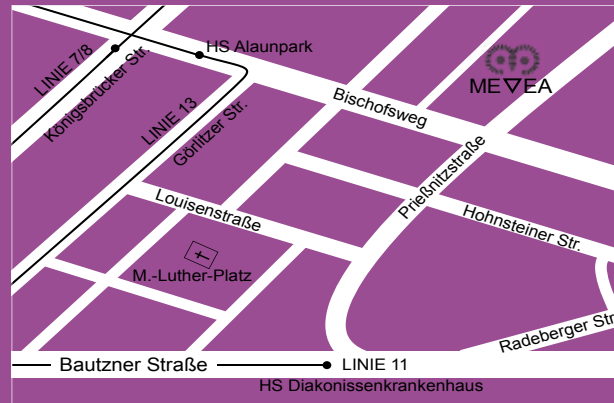 LINIE 7/8
Königsbrücker Str.
HS Alaunpark
LINIE 13
Görlitzer Str.
Bischofsweg
MEVEA
Prießnitzstraße
Louisenstraße
Hohnsteiner Str.
M.-Luther-Platz
Radeberger Str
Bautzner Straße
LINIE 11
HS Diakonissenkrankenhaus